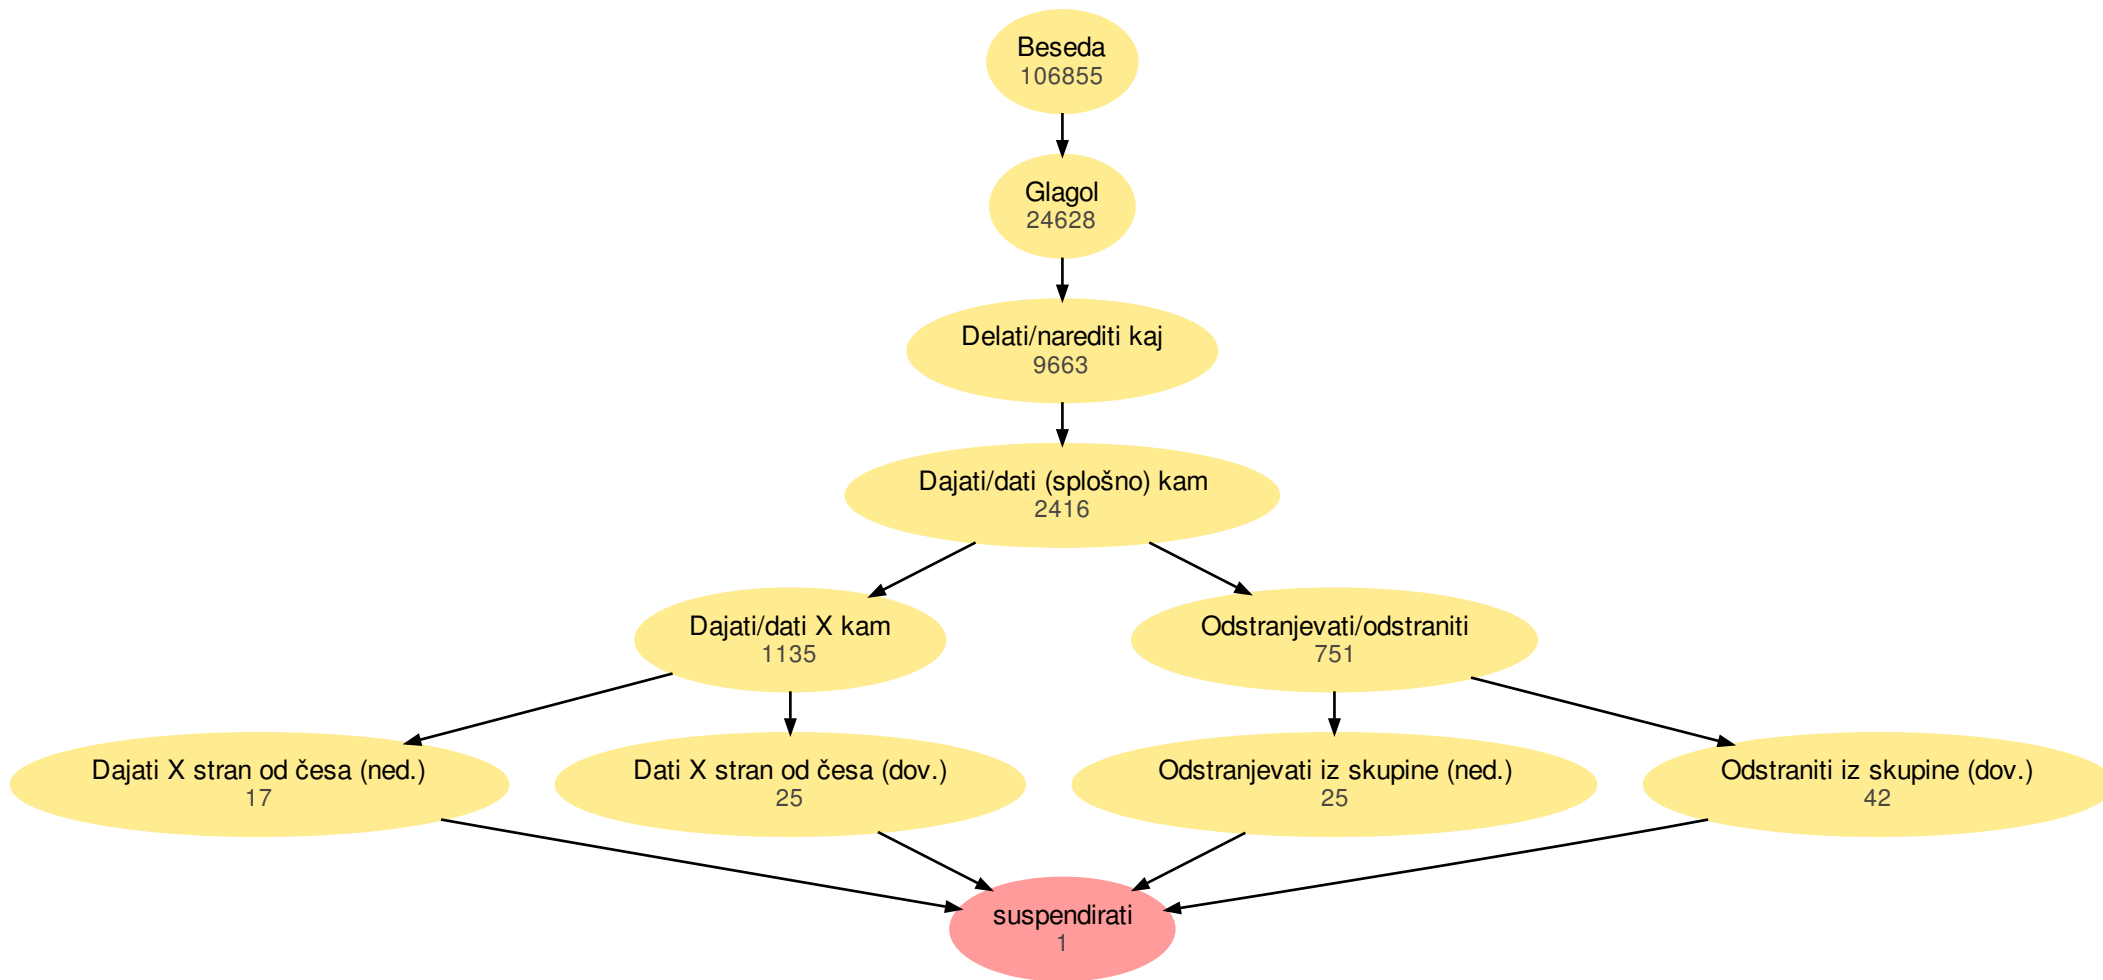 Beseda
106855
Glagol
24628
Delati/narediti kaj
9663
Dajati/dati (splošno) kam
2416
Dajati/dati X kam
1135
Odstranjevati/odstraniti
751
Dajati X stran od česa (ned.)
17
Dati X stran od česa (dov.)
25
Odstranjevati iz skupine (ned.)
25
Odstraniti iz skupine (dov.)
42
suspendirati
1